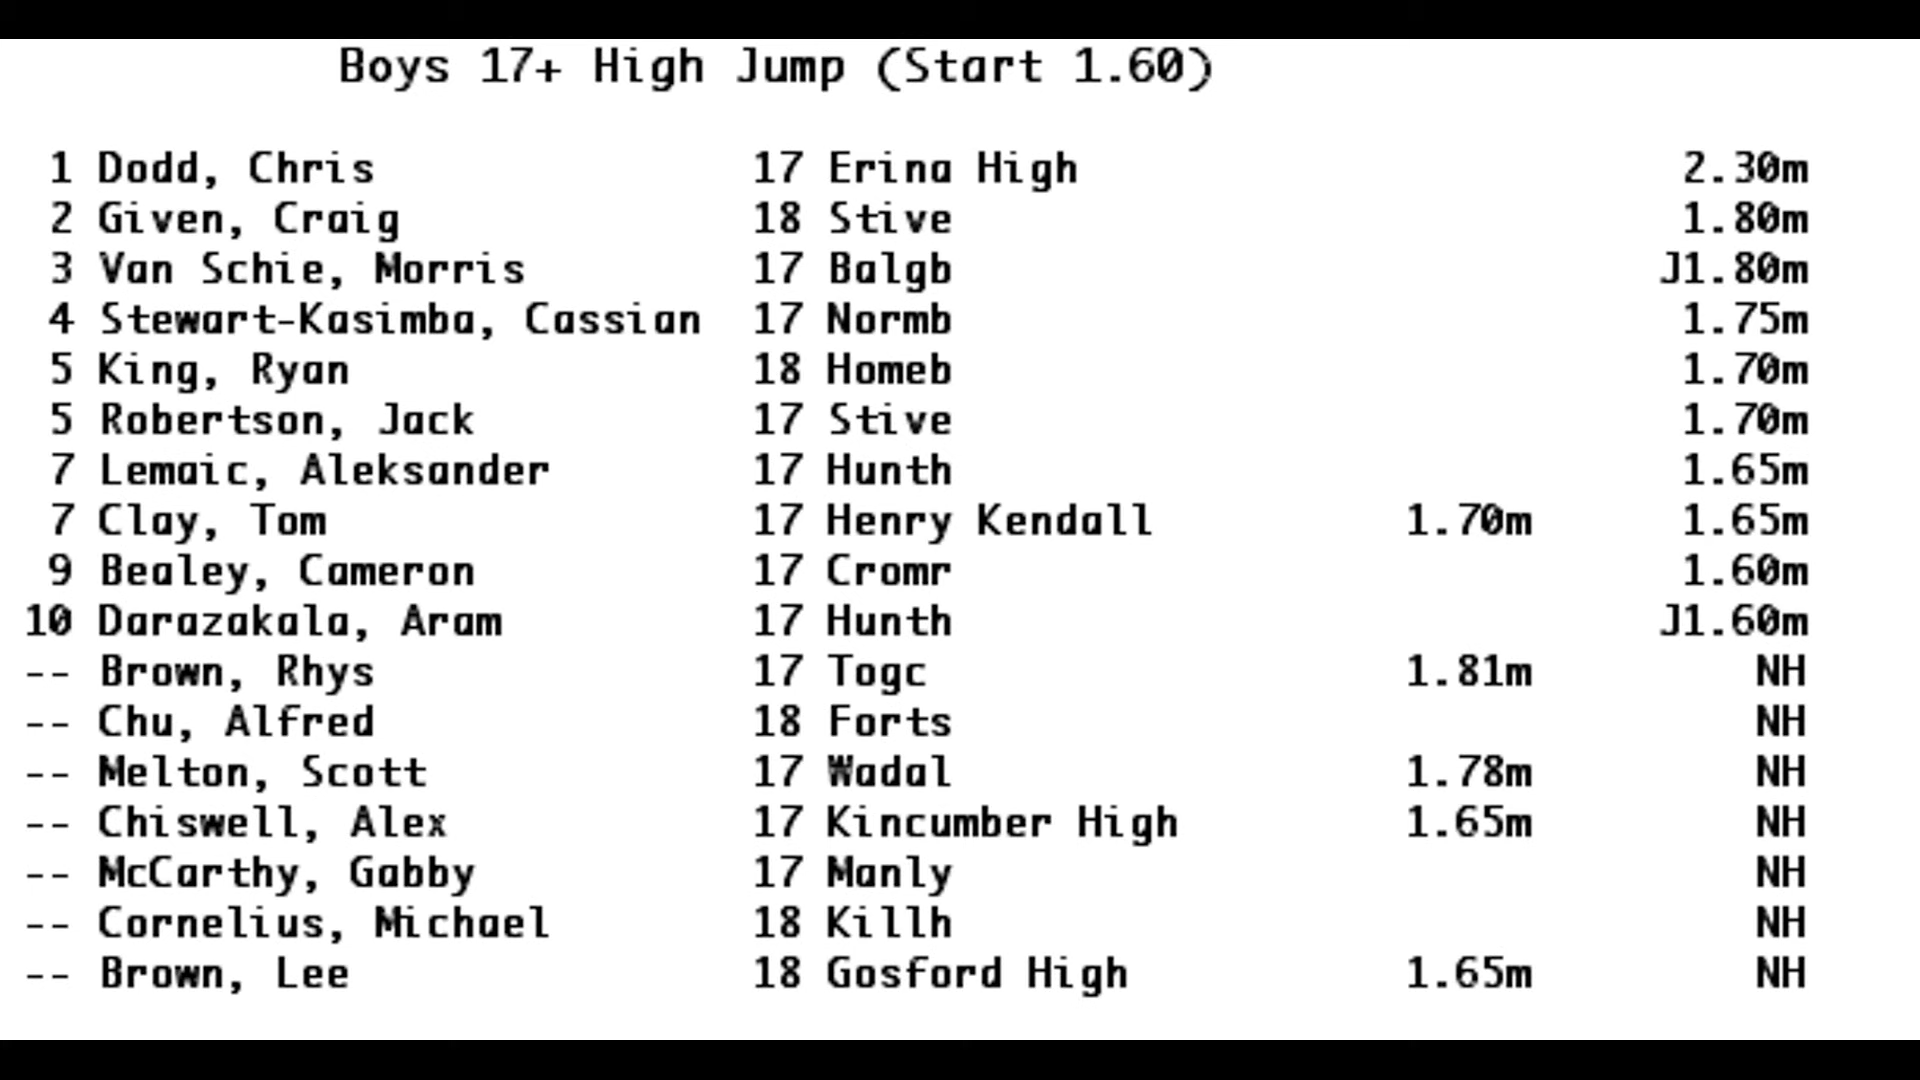 Boys 17+ High Jump (Start 1.60)
1 Dodd, Chris 17 Erina High 2.30m
2 Given, Craig 18 Stive 1.80m
3 Van Schie, Morris 17 Balgb J1.80m
4 Stewart-Kasimba, Cassian 17 Normb 1.75m
5 King, Ryan 18 Homeb 1.70m
5 Robertson, Jack 17 Stive 1.70m
7 Lemaic, Aleksander 17 Hunth 1.65m
7 Clay, Tom 17 Henry Kendall 1.70m 1.65m
9 Bealey, Cameron 17 Cromr 1.60m
10 Darazakala, Aram 17 Hunth J1.60m
-- Brown, Rhys 17 Togc 1.81m NH
-- Chu, Alfred 18 Forts NH
-- Melton, Scott 17 Wadal 1.78m NH
-- Chiswell, Alex 17 Kincumber High 1.65m NH
-- McCarthy, Gabby 17 Manly NH
-- Cornelius, Michael 18 Killh NH
-- Brown, Lee 18 Gosford High 1.65m NH